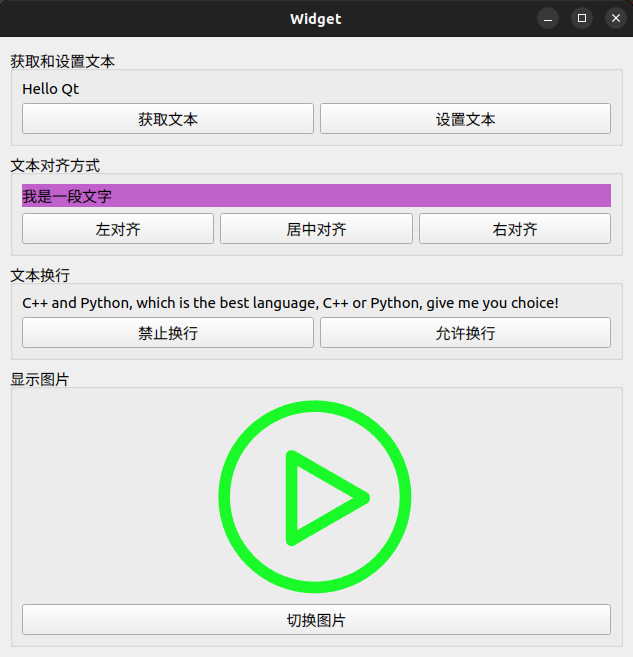 Widget
获取和设置文本
Hello Qt
获取文本 设置文本
文本对齐方式
我是一段文字
左对齐 居中对齐 右对齐
文本换行
C++ and Python, which is the best language, C++ or Python, give me you choice!
禁止换行 允许换行
显示图片
切换图片